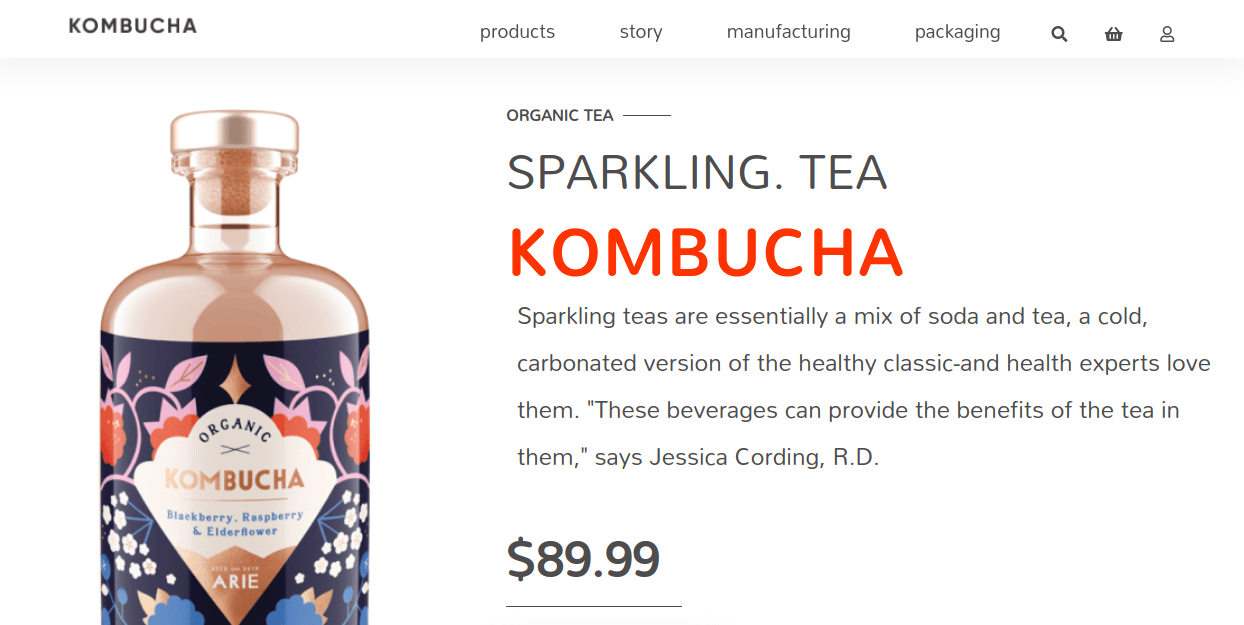 KOMBUCHA
products story manufacturing packaging
ORGANIC TEA
SPARKLING. TEA
KOMBUCHA
Sparkling teas are essentially a mix of soda and tea, a cold,
carbonated version of the healthy classic-and health experts love
them. "These beverages can provide the benefits of the tea in
them," says Jessica Cording, R.D.
$89.99
ORGANIC
KOMBUCHA
Blackberry, Raspberry
& Elderflower
ARIE